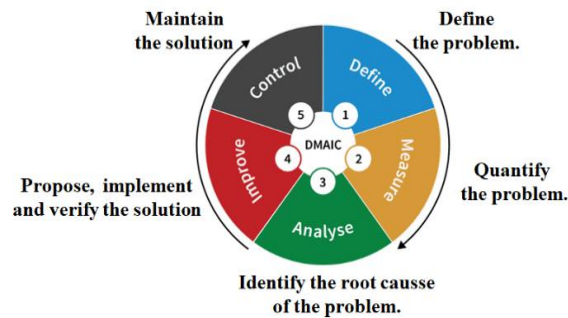 Define
the problem.
Quantify
the problem.
Identify the root causse
of the problem.
Propose, implement
and verify the solution
Maintain
the solution
DMAIC
1
Define
2
Measure
3
Analyse
4
Improve
5
Control